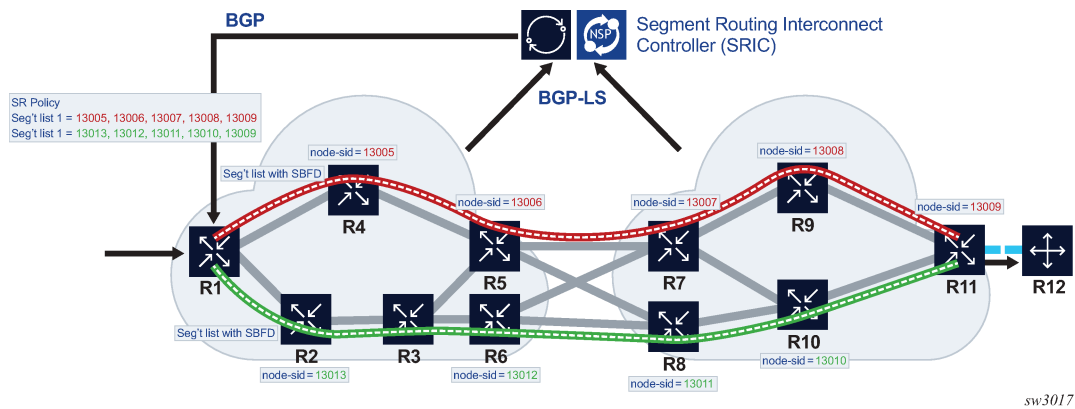 BGP
NSP
Segment Routing Interconnect
Controller (SRIC)
BGP-LS
SR Policy
Seg't list 1 = 13005, 13006, 13007, 13008, 13009
Seg't list 1 = 13013, 13012, 13011, 13010, 13009
node-sid = 13005
node-sid = 13008
Seg't list with SBFD
node-sid = 13006
node-sid = 13007
node-sid = 13009
R4
R9
R1
R5
R7
R11
R12
Seg't list with SBFD
R2
R3
R6
R8
R10
node-sid = 13013
node-sid = 13012
node-sid = 13011
node-sid = 13010
sw3017